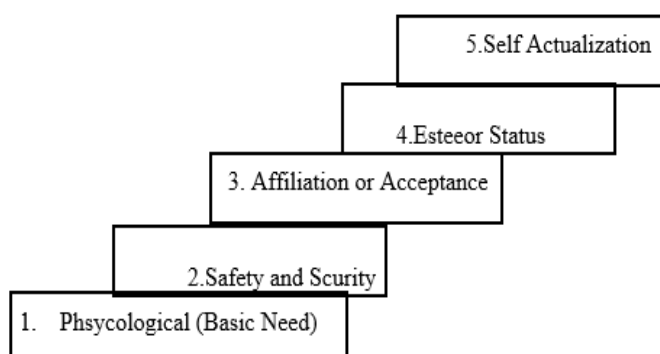 5.Self Actualization
4.Esteeor Status
3. Affiliation or Acceptance
2.Safety and Scurity
1. Phsycological (Basic Need)